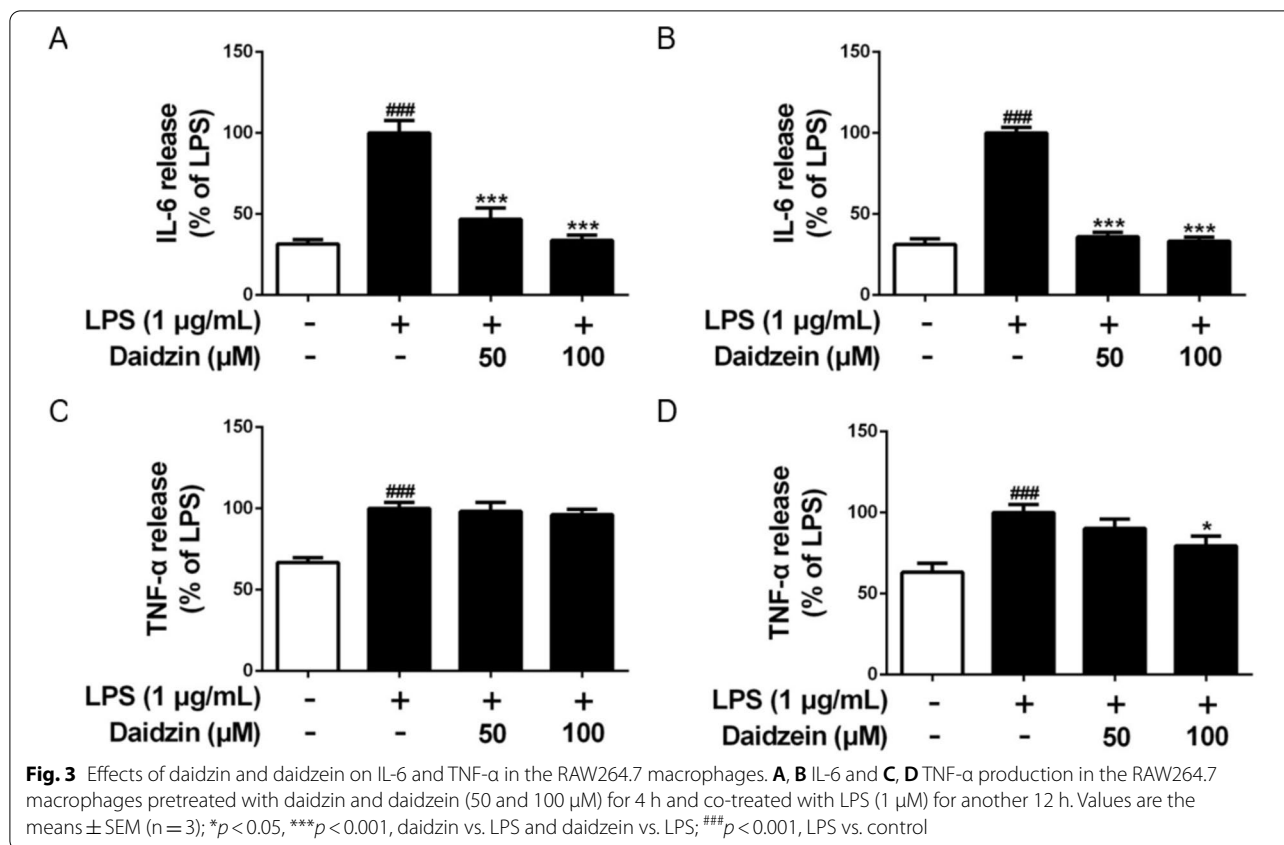 A
IL-6 release
(% of LPS)
150
100
50
0
###
***
***
LPS (1 µg/mL) - + + +
Daidzin (µM) - - 50 100
B
IL-6 release
(% of LPS)
150
100
50
0
###
***
***
LPS (1 µg/mL) - + + +
Daidzein (µM) - - 50 100
C
TNF-α release
(% of LPS)
150
100
50
0
###
LPS (1 µg/mL) - + + +
Daidzin (µM) - - 50 100
D
TNF-α release
(% of LPS)
150
100
50
0
###
*
LPS (1 µg/mL) - + + +
Daidzein (µM) - - 50 100
Fig. 3 Effects of daidzin and daidzein on IL-6 and TNF-α in the RAW264.7 macrophages. A, B IL-6 and C, D TNF-α production in the RAW264.7
macrophages pretreated with daidzin and daidzein (50 and 100 µM) for 4 h and co-treated with LPS (1 µM) for another 12 h. Values are the
means ± SEM (n = 3); *p < 0.05, ***p < 0.001, daidzin vs. LPS and daidzein vs. LPS; ###p < 0.001, LPS vs. control